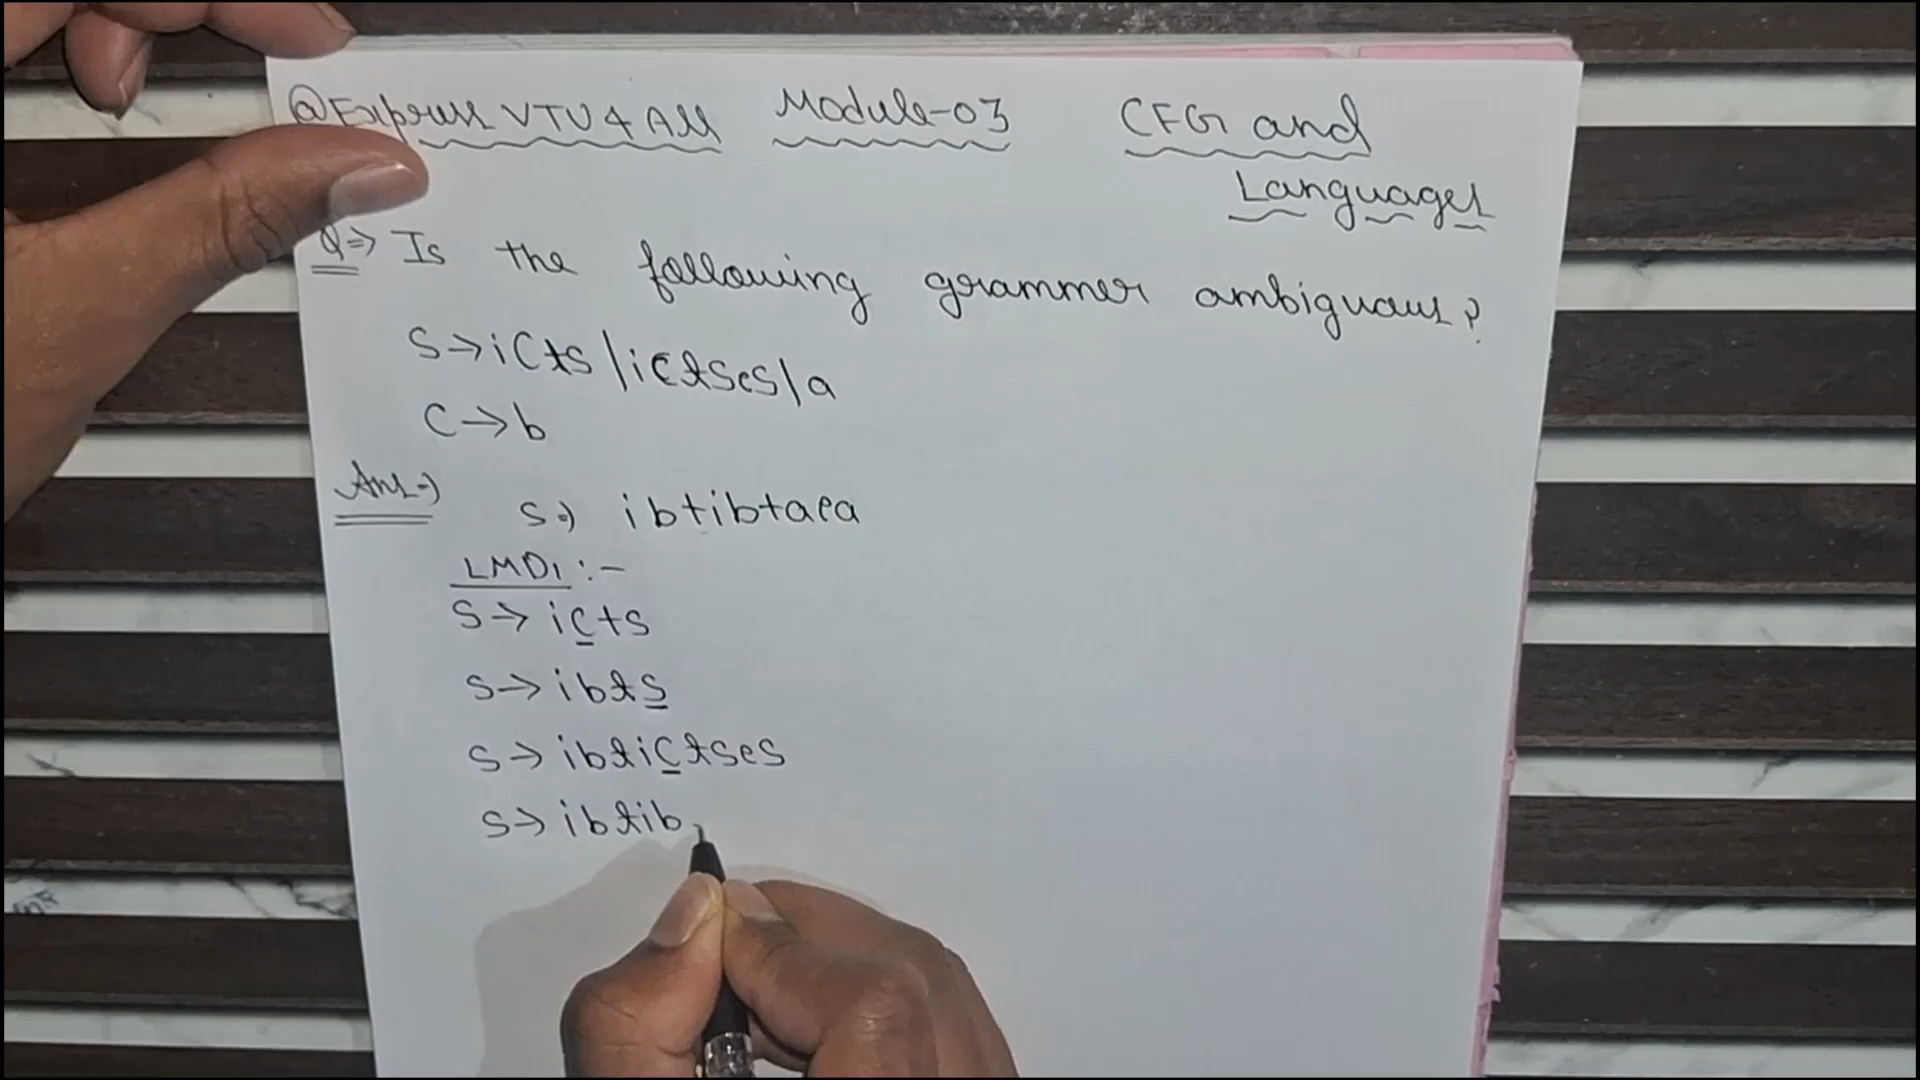 @Express VTU 4 All Module-03 CFG and
Languages
Q⇒ Is the following grammer ambiguous?
S→iCtS/iCtSeS/a
C→b
Ans→
S⇒ ibtibtaea
LMD1:-
S→ iCtS
S→ ibtS
S→ ibtiCtSeS
S→ ibtib